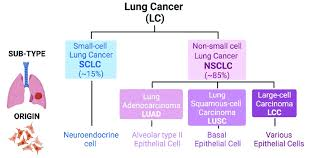 Lung Cancer
(LC)
SUB-TYPE
Small-cell
Lung Cancer
SCLC
(~15%)
Non-small cell
Lung Cancer
NSCLC
(~85%)
Lung
Adenocarcinoma
LUAD
Lung
Squamous-cell
Carcinoma
LUSC
Large-cell
Carcinoma
LCC
ORIGIN
Neuroendocrine
cell
Alveolar type II
Epithelial Cell
Basal
Epithelial Cell
Various
Epithelial Cells